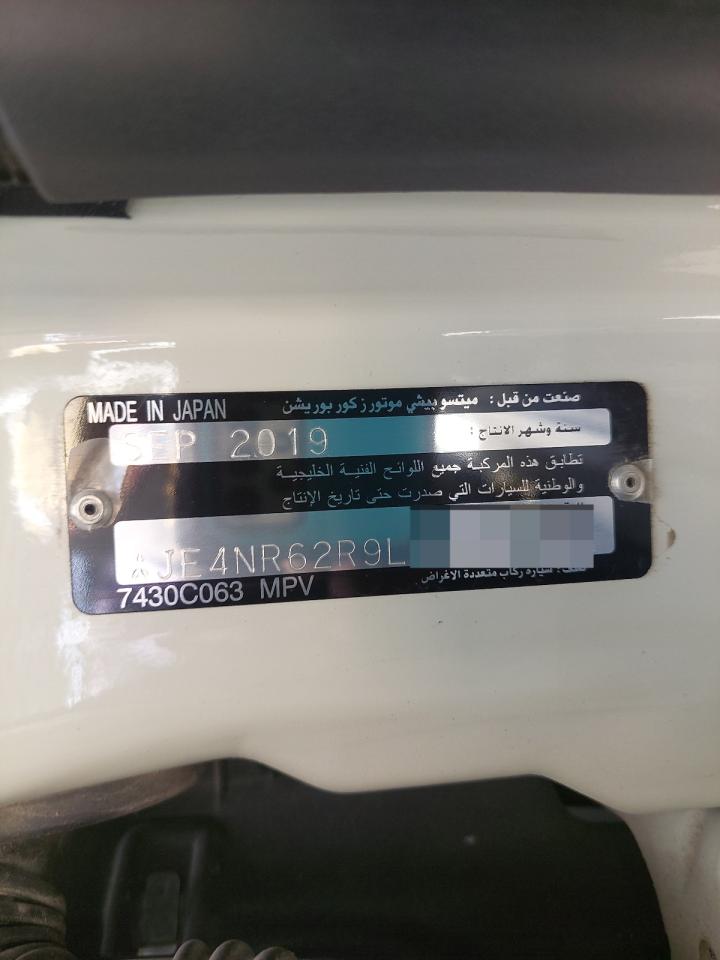 MADE IN JAPAN
صنعت من قبل : ميتسوبيشي موتورز كوربوريشن
سنة وشهر الانتاج :
SEP 2019
تطابق هذه المركبة جميع اللوائح الفنية الخليجية
والوطنية للسيارات التي صدرت حتى تاريخ الإنتاج
JE4NR62R9L
سيارة ركاب متعددة الاغراض
7430C063 MPV